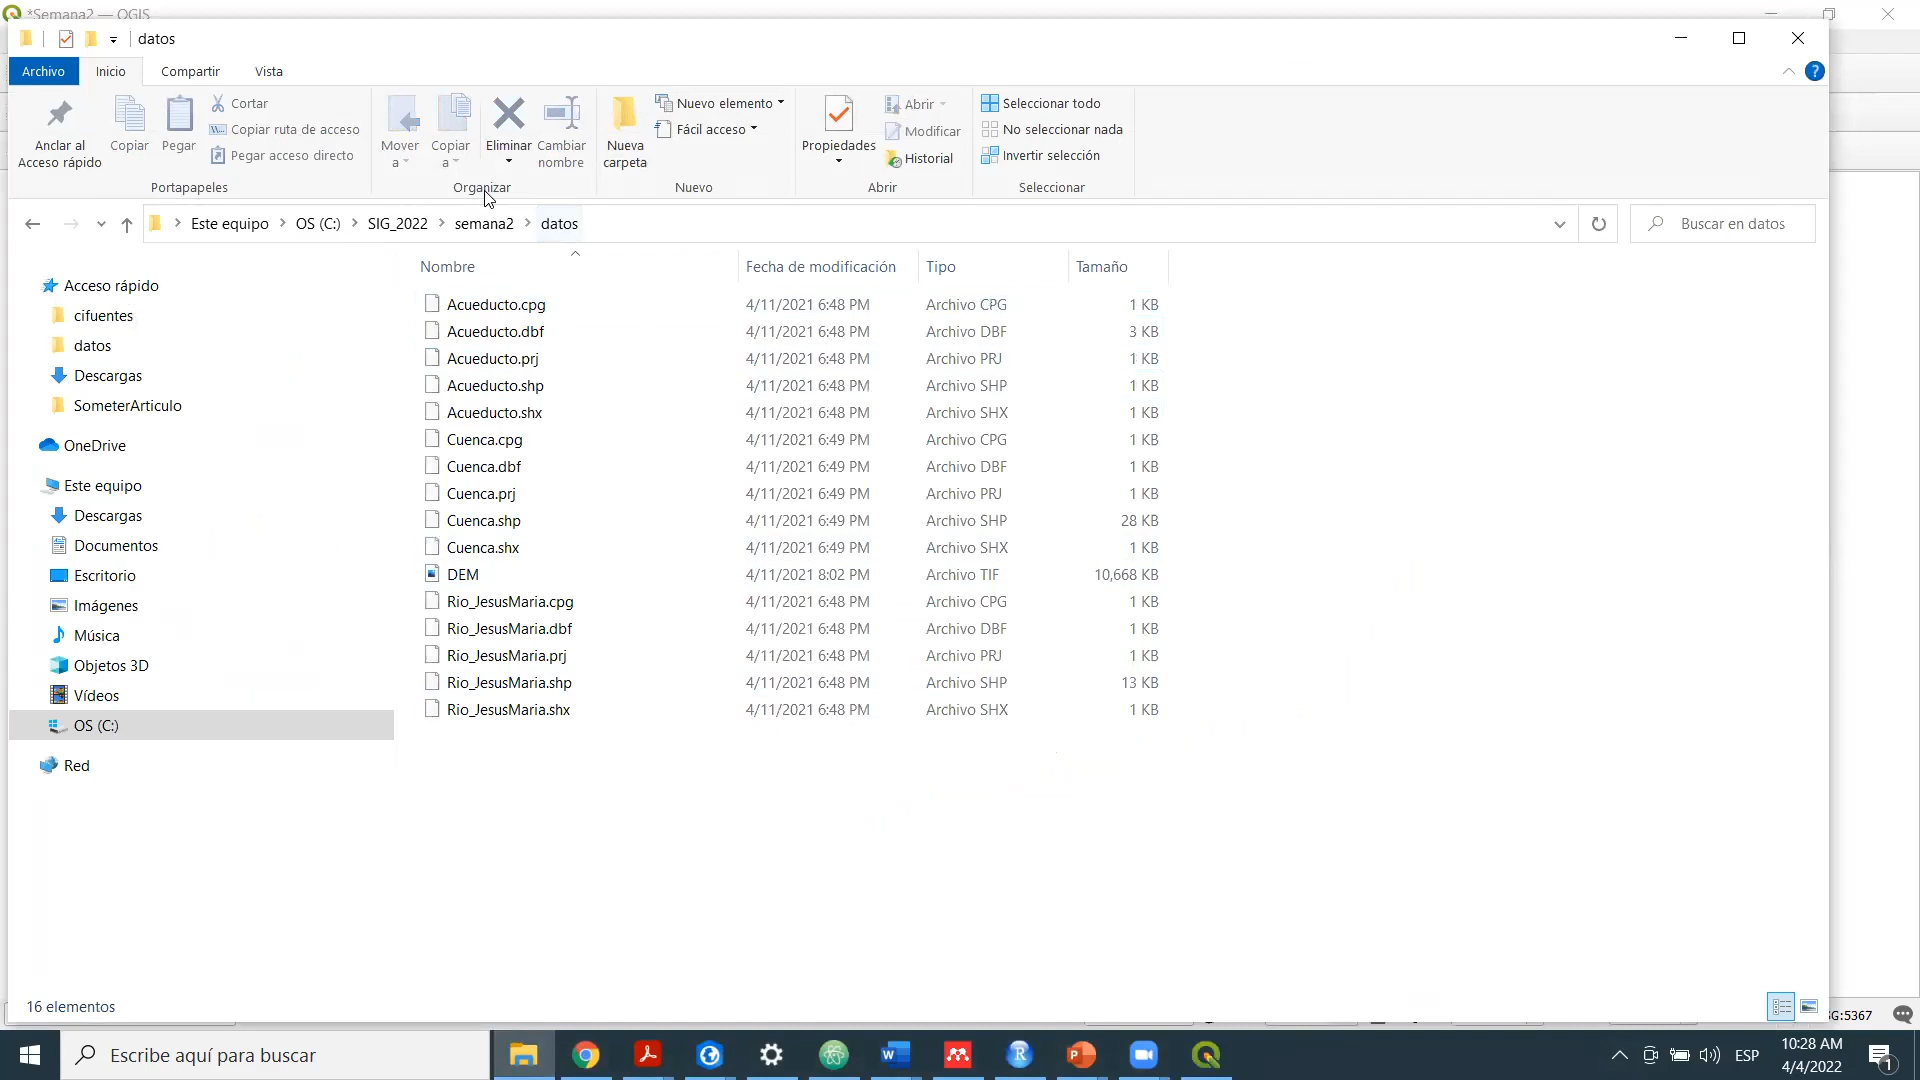 *Semana2 — QGIS
datos
Archivo Inicio Compartir Vista
Anclar al Acceso rápido
Copiar
Pegar
Cortar
Copiar ruta de acceso
Pegar acceso directo
Portapapeles
Mover a
Copiar a
Eliminar
Cambiar nombre
Organizar
Nueva carpeta
Nuevo elemento
Fácil acceso
Nuevo
Propiedades
Abrir
Modificar
Historial
Abrir
Seleccionar todo
No seleccionar nada
Invertir selección
Seleccionar
Este equipo > OS (C:) > SIG_2022 > semana2 > datos
Buscar en datos
Acceso rápido
cifuentes
datos
Descargas
SometerArticulo
OneDrive
Este equipo
Descargas
Documentos
Escritorio
Imágenes
Música
Objetos 3D
Vídeos
OS (C:)
Red
Nombre Fecha de modificación Tipo Tamaño
Acueducto.cpg 4/11/2021 6:48 PM Archivo CPG 1 KB
Acueducto.dbf 4/11/2021 6:48 PM Archivo DBF 3 KB
Acueducto.prj 4/11/2021 6:48 PM Archivo PRJ 1 KB
Acueducto.shp 4/11/2021 6:48 PM Archivo SHP 1 KB
Acueducto.shx 4/11/2021 6:48 PM Archivo SHX 1 KB
Cuenca.cpg 4/11/2021 6:49 PM Archivo CPG 1 KB
Cuenca.dbf 4/11/2021 6:49 PM Archivo DBF 1 KB
Cuenca.prj 4/11/2021 6:49 PM Archivo PRJ 1 KB
Cuenca.shp 4/11/2021 6:49 PM Archivo SHP 28 KB
Cuenca.shx 4/11/2021 6:49 PM Archivo SHX 1 KB
DEM 4/11/2021 8:02 PM Archivo TIF 10,668 KB
Rio_JesusMaria.cpg 4/11/2021 6:48 PM Archivo CPG 1 KB
Rio_JesusMaria.dbf 4/11/2021 6:48 PM Archivo DBF 1 KB
Rio_JesusMaria.prj 4/11/2021 6:48 PM Archivo PRJ 1 KB
Rio_JesusMaria.shp 4/11/2021 6:48 PM Archivo SHP 13 KB
Rio_JesusMaria.shx 4/11/2021 6:48 PM Archivo SHX 1 KB
16 elementos
SG:5367
Escribe aquí para buscar
ESP
10:28 AM
4/4/2022
1